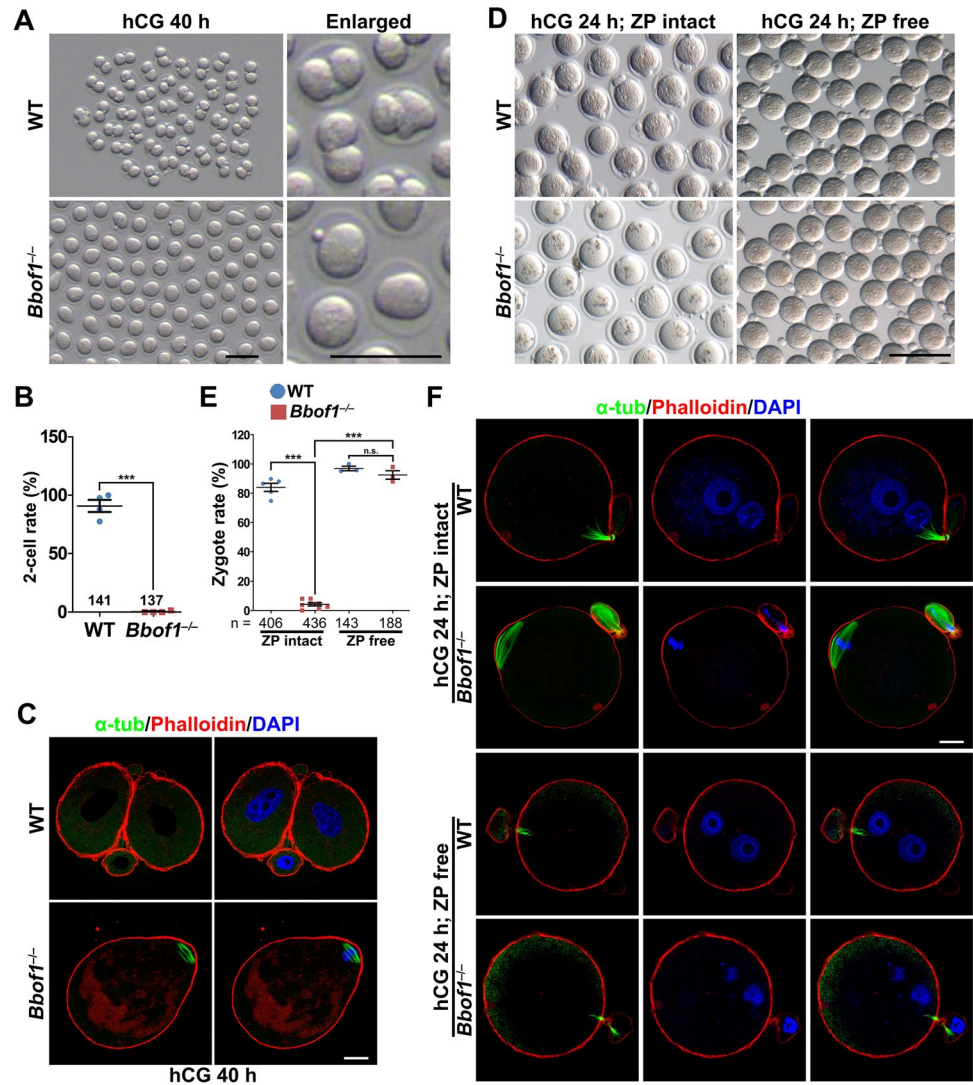 A
hCG 40 h
Enlarged
WT
Bbof1–/–
D
hCG 24 h; ZP intact
hCG 24 h; ZP free
WT
Bbof1–/–
B
150
100
50
0
2-cell rate (%)
***
141
137
WT
Bbof1–/–
E
WT
Bbof1–/–
120
100
80
60
40
20
0
Zygote rate (%)
***
***
n.s.
n = 406 436 143 188
ZP intact
ZP free
C
α-tub/Phalloidin/DAPI
WT
Bbof1–/–
hCG 40 h
F
α-tub/Phalloidin/DAPI
hCG 24 h; ZP intact
WT
Bbof1–/–
hCG 24 h; ZP free
WT
Bbof1–/–